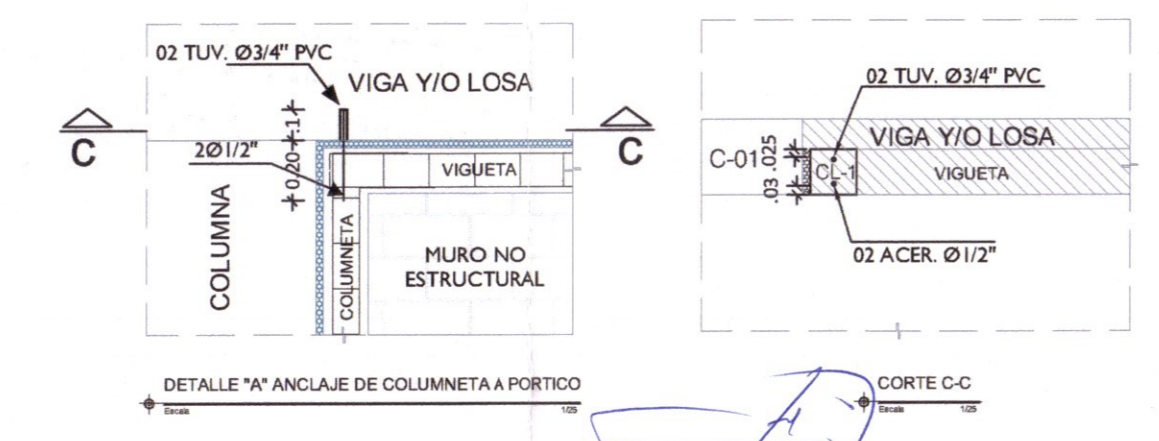 02 TUV. Ø3/4" PVC
VIGA Y/O LOSA
C
C
.1
0.20
2Ø1/2"
VIGUETA
COLUMNA
COLUMNETA
MURO NO
ESTRUCTURAL
DETALLE "A" ANCLAJE DE COLUMNETA A PORTICO
Escala
1/25
02 TUV. Ø3/4" PVC
VIGA Y/O LOSA
C-01
.025
CL-1
VIGUETA
.03
02 ACER. Ø1/2"
CORTE C-C
Escala
1/25